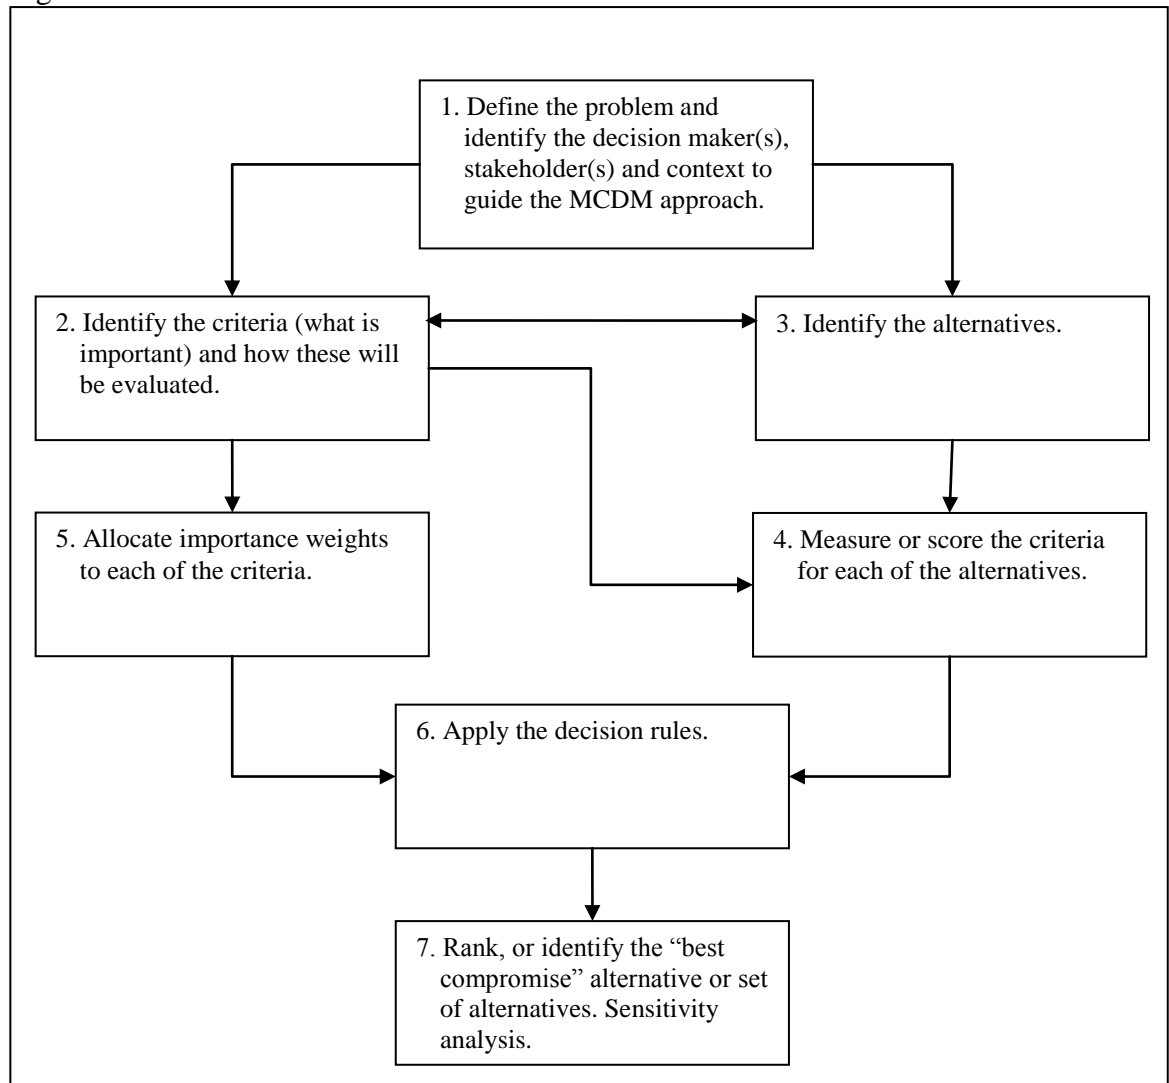 1. Define the problem and
identify the decision maker(s),
stakeholder(s) and context to
guide the MCDM approach.
2. Identify the criteria (what is
important) and how these will
be evaluated.
3. Identify the alternatives.
5. Allocate importance weights
to each of the criteria.
4. Measure or score the criteria
for each of the alternatives.
6. Apply the decision rules.
7. Rank, or identify the “best
compromise” alternative or set
of alternatives. Sensitivity
analysis.